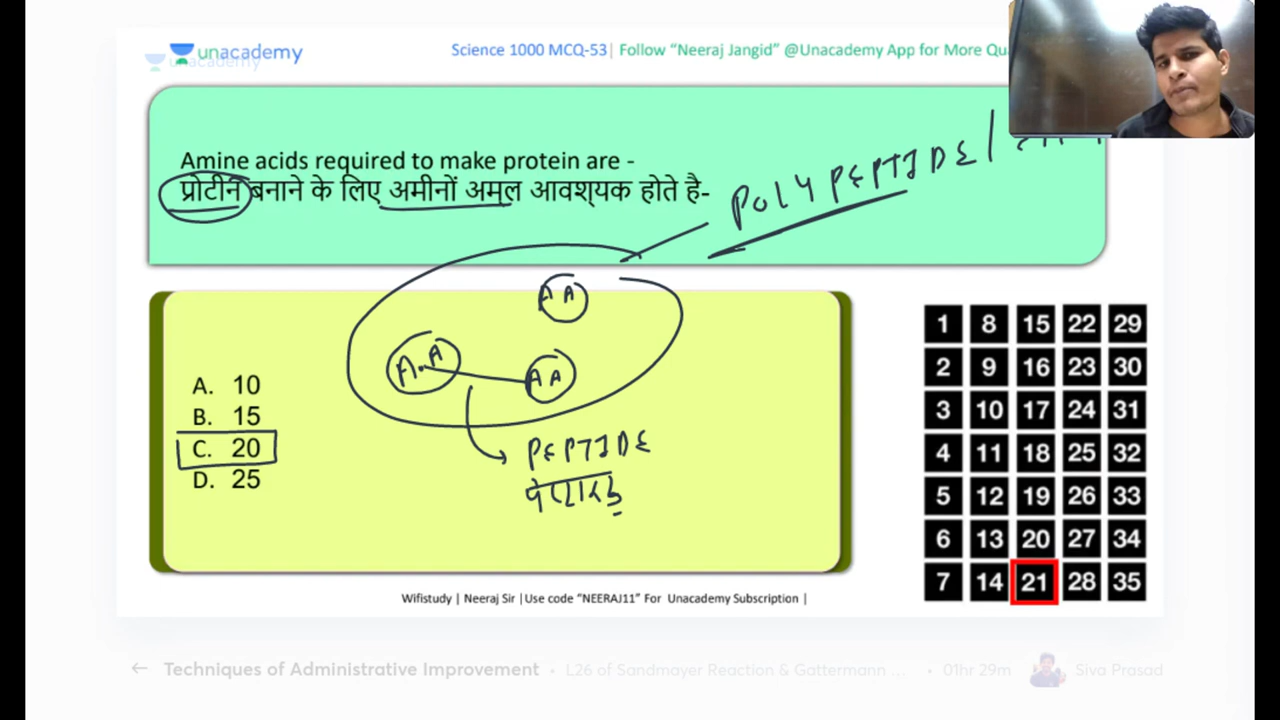 unacademy
Science 1000 MCQ-53| Follow "Neeraj Jangid" @Unacademy App for More
Amine acids required to make protein are -
प्रोटीन बनाने के लिए अमीनों अम्ल आवश्यक होते है-
POLYPEPTIDE /
A A
A.A
A A
PEPTIDE
A. 10
B. 15
C. 20
D. 25
1 8 15 22 29
2 9 16 23 30
3 10 17 24 31
4 11 18 25 32
5 12 19 26 33
6 13 20 27 34
7 14 21 28 35
Wifistudy | Neeraj Sir |Use code "NEERAJ11" For Unacademy Subscription |
← Techniques of Administrative Improvement • L26 of Sandmayer Reaction & Gattermann ... • 01hr 29m Siva Prasad